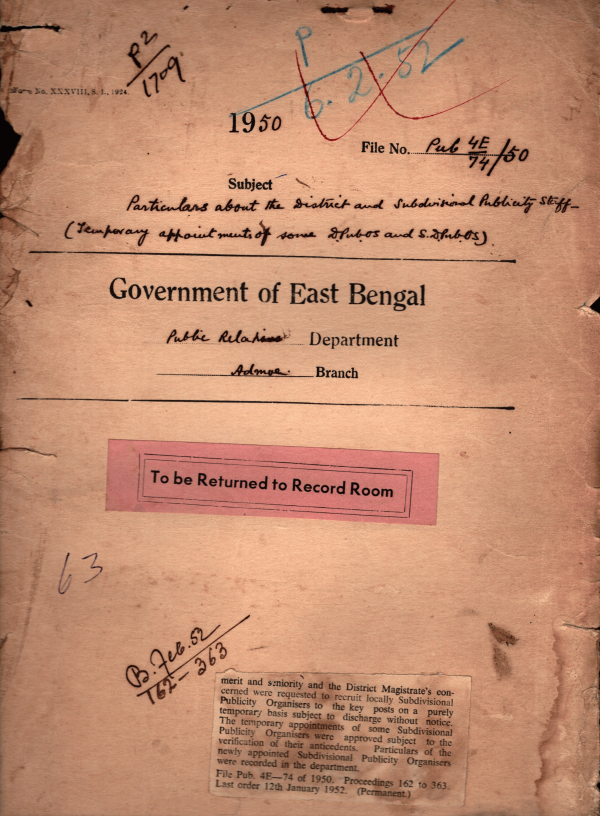 P2
1709
Form No. XXXVIII, S. I., 1924.
P
6.2.52
1950
File No. Pub 4E
74/50
Subject
Particulars about the District and Subdivisional Publicity Staff—
(Temporary appointments of some D.Pub.OS and S.D.Pub.OS)
Government of East Bengal
Public Relations Department
Branch
To be Returned to Record Room
63
B. Feb. 52
162-363
merit and seniority and the District Magistrate's con-
cerned were requested to recruit locally Subdivisional
Publicity Organisers to the key posts on a purely
temporary basis subject to discharge without notice.
The temporary appointments of some Subdivisional
Publicity Organisers were approved subject to the
verification of their anticedents. Particulars of the
newly appointed Subdivisional Publicity Organisers
were recorded in the department.
File Pub. 4E—74 of 1950. Proceedings 162 to 363.
Last order 12th January 1952. (Permanent.)